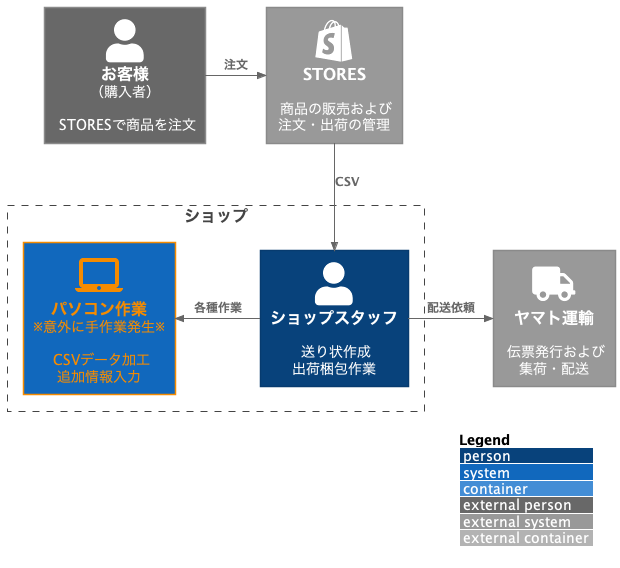 お客様
（購入者）
STORESで商品を注文
注文
STORES
商品の販売および
注文・出荷の管理
CSV
ショップ
パソコン作業
※意外に手作業発生※
CSVデータ加工
追加情報入力
各種作業
ショップスタッフ
送り状作成
出荷梱包作業
配送依頼
ヤマト運輸
伝票発行および
集荷・配送
Legend
person
system
container
external person
external system
external container